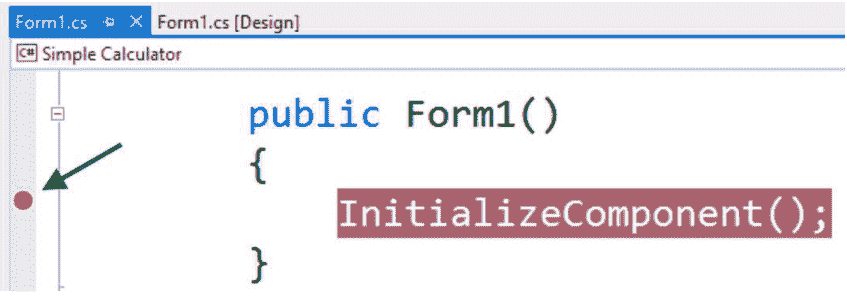 Form1.cs Form1.cs [Design]
C# Simple Calculator
public Form1()
{
InitializeComponent();
}